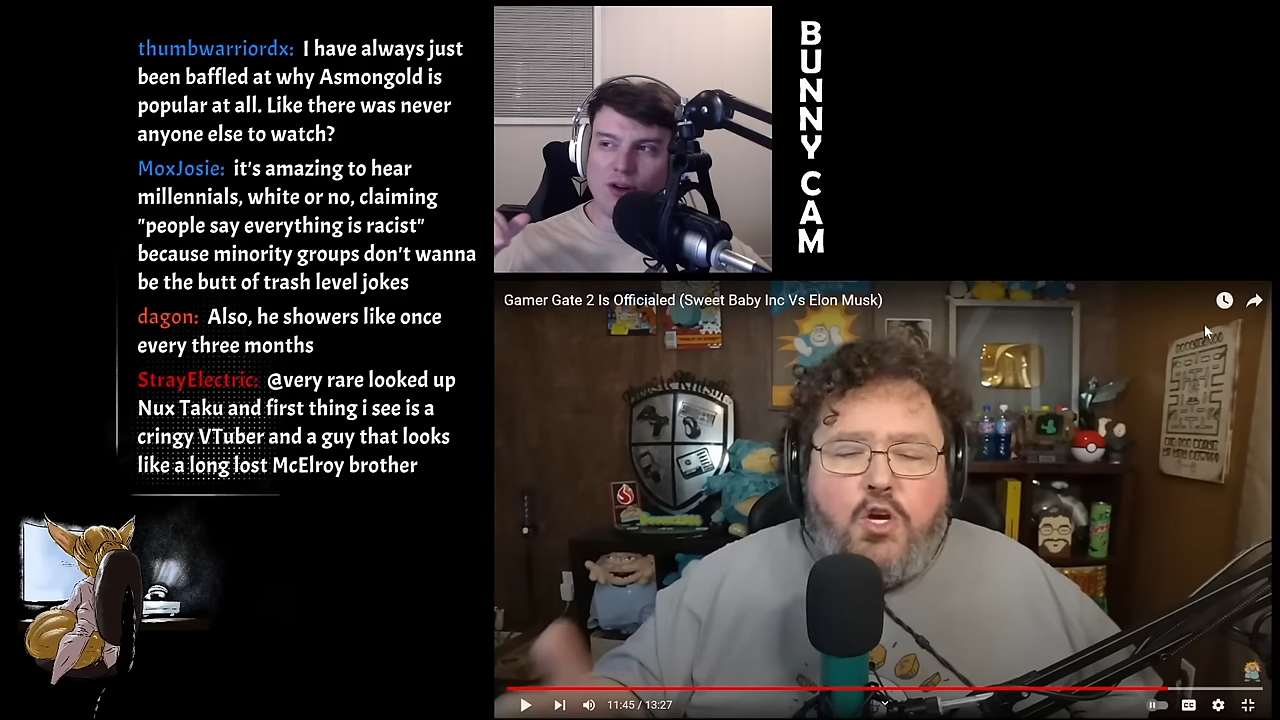 thumbwarriordx: I have always just
been baffled at why Asmongold is
popular at all. Like there was never
anyone else to watch?
MoxJosie: it's amazing to hear
millennials, white or no, claiming
"people say everything is racist"
because minority groups don't wanna
be the butt of trash level jokes
dagon: Also, he showers like once
every three months
StrayElectric: @very rare looked up
Nux Taku and first thing i see is a
cringy VTuber and a guy that looks
like a long lost McElroy brother
BUNNY CAM
Gamer Gate 2 Is Officialed (Sweet Baby Inc Vs Elon Musk)
11:45 / 13:27
CC